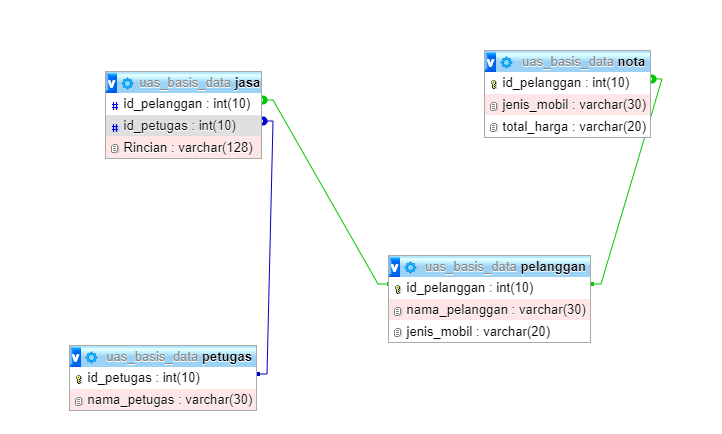 v uas_basis_data jasa
# id_pelanggan : int(10)
# id_petugas : int(10)
Rincian : varchar(128)
v uas_basis_data nota
id_pelanggan : int(10)
jenis_mobil : varchar(30)
total_harga : varchar(20)
v uas_basis_data pelanggan
id_pelanggan : int(10)
nama_pelanggan : varchar(30)
jenis_mobil : varchar(20)
v uas_basis_data petugas
id_petugas : int(10)
nama_petugas : varchar(30)